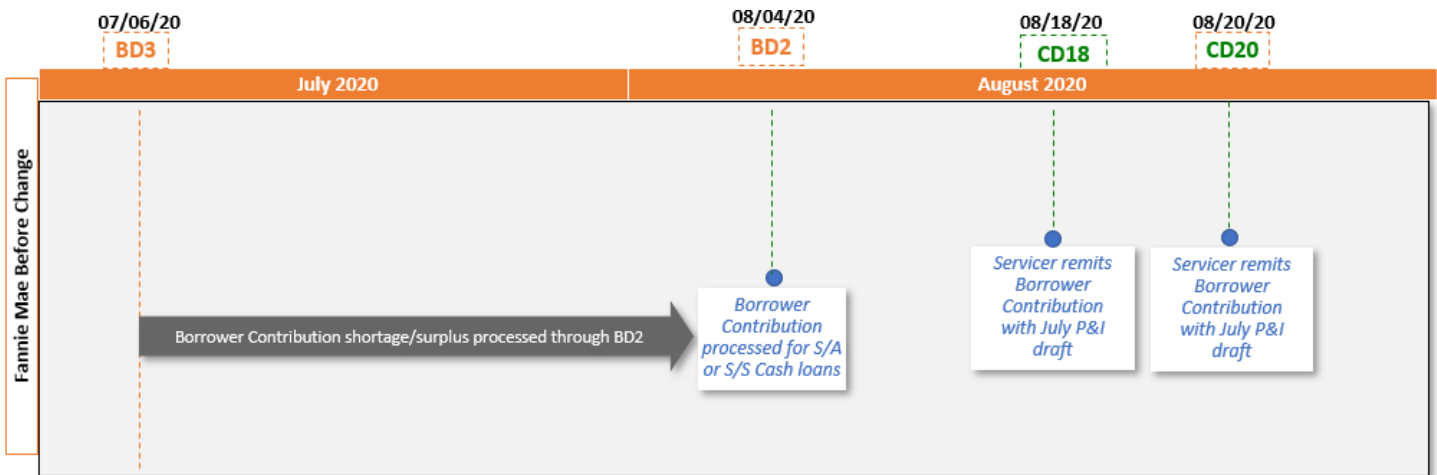 07/06/20
BD3
08/04/20
BD2
08/18/20
CD18
08/20/20
CD20
July 2020
August 2020
Fannie Mae Before Change
Borrower Contribution shortage/surplus processed through BD2
Borrower
Contribution
processed for S/A
or S/S Cash loans
Servicer remits
Borrower
Contribution
with July P&I
draft
Servicer remits
Borrower
Contribution
with July P&I
draft